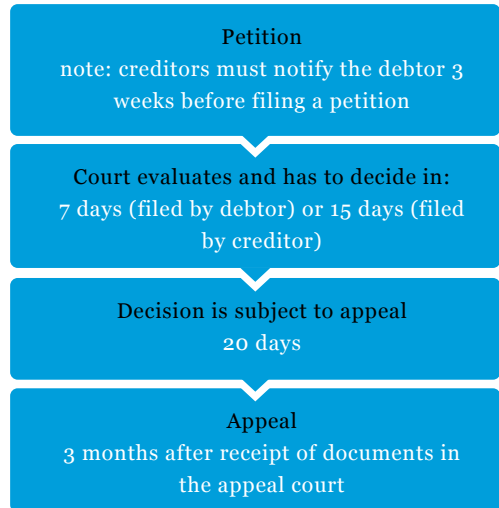 Petition
note: creditors must notify the debtor 3
weeks before filing a petition
Court evaluates and has to decide in:
7 days (filed by debtor) or 15 days (filed
by creditor)
Decision is subject to appeal
20 days
Appeal
3 months after receipt of documents in
the appeal court